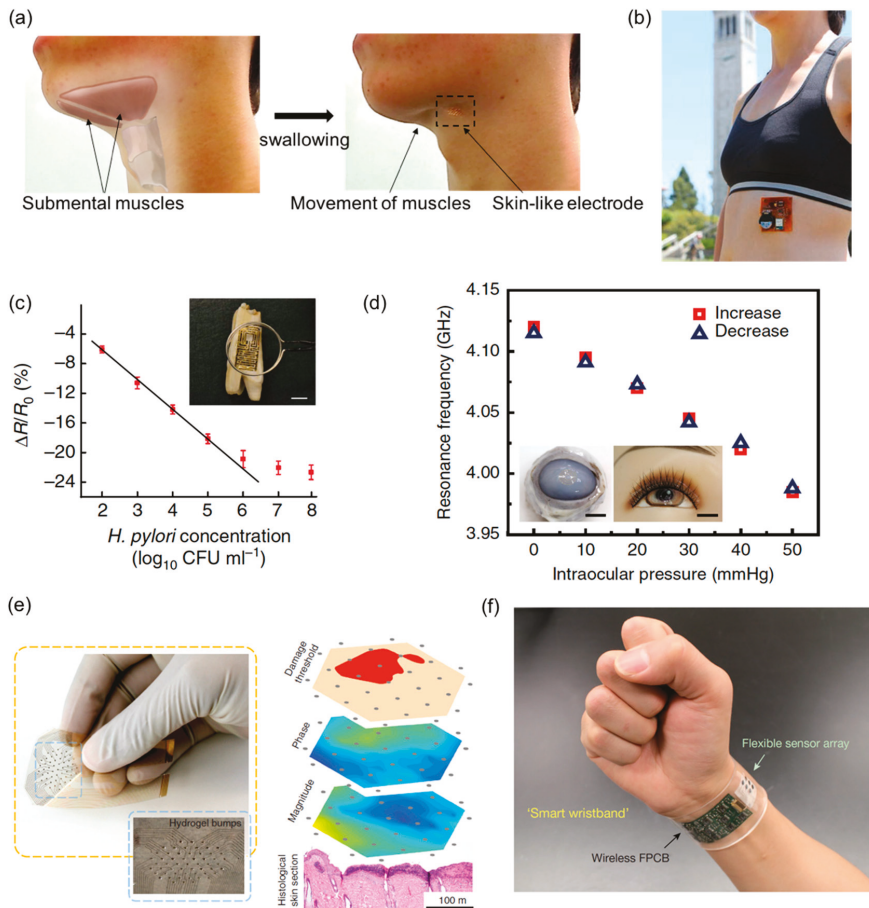 (a)
swallowing
Submental muscles
Movement of muscles
Skin-like electrode
(b)
(c)
−4
−8
−12
−16
−20
−24
ΔR/R0 (%)
2 3 4 5 6 7 8
H. pylori concentration
(log10 CFU ml−1)
(d)
4.15
4.10
4.05
4.00
3.95
Resonance frequency (GHz)
Increase
Decrease
0 10 20 30 40 50
Intraocular pressure (mmHg)
(e)
Hydrogel bumps
Damage
threshold
Phase
Magnitude
Histological
skin section
100 m
(f)
Flexible sensor array
'Smart wristband'
Wireless FPCB